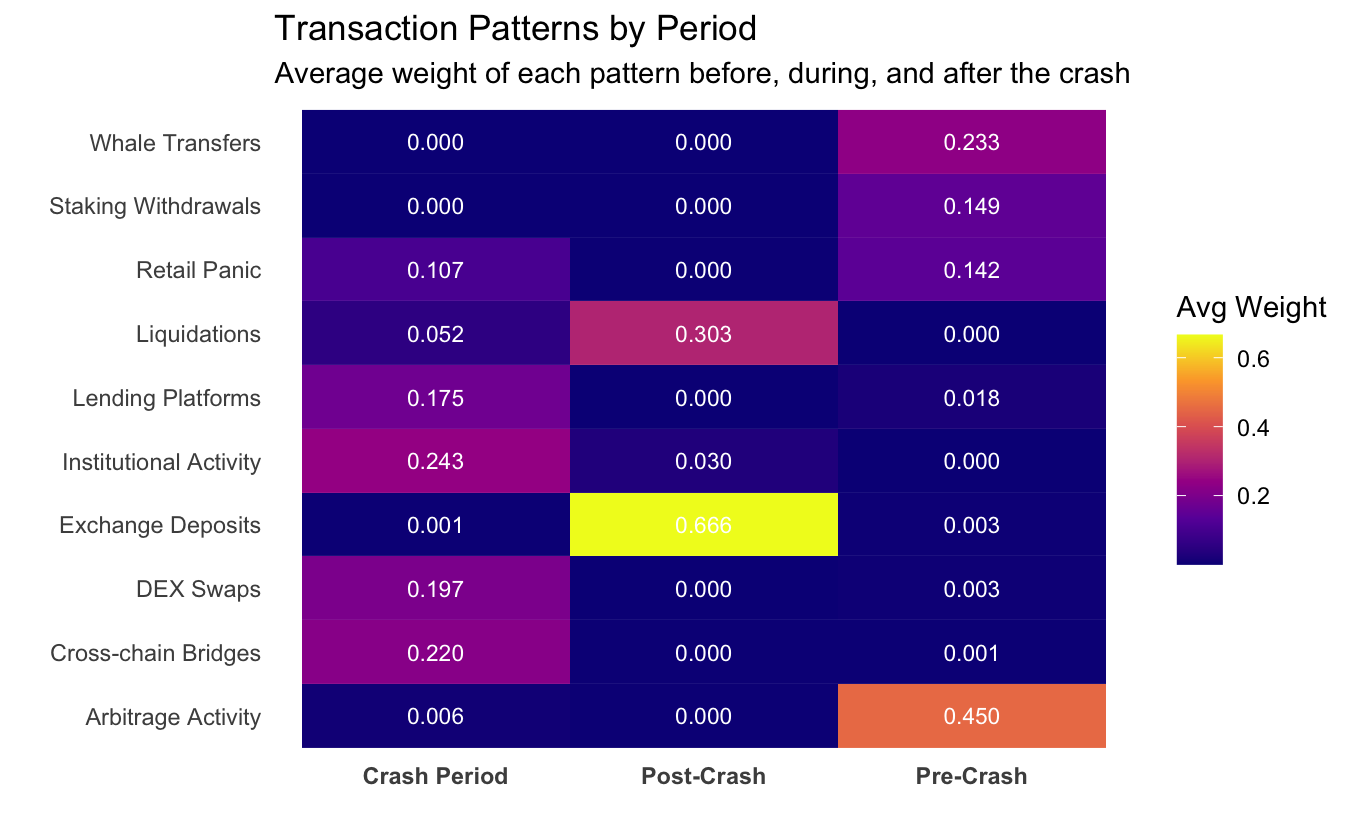 Transaction Patterns by Period
Average weight of each pattern before, during, and after the crash
Whale Transfers 0.000 0.000 0.233
Staking Withdrawals 0.000 0.000 0.149
Retail Panic 0.107 0.000 0.142
Liquidations 0.052 0.303 0.000
Lending Platforms 0.175 0.000 0.018
Institutional Activity 0.243 0.030 0.000
Exchange Deposits 0.001 0.666 0.003
DEX Swaps 0.197 0.000 0.003
Cross-chain Bridges 0.220 0.000 0.001
Arbitrage Activity 0.006 0.000 0.450
Crash Period Post-Crash Pre-Crash
Avg Weight
0.6
0.4
0.2